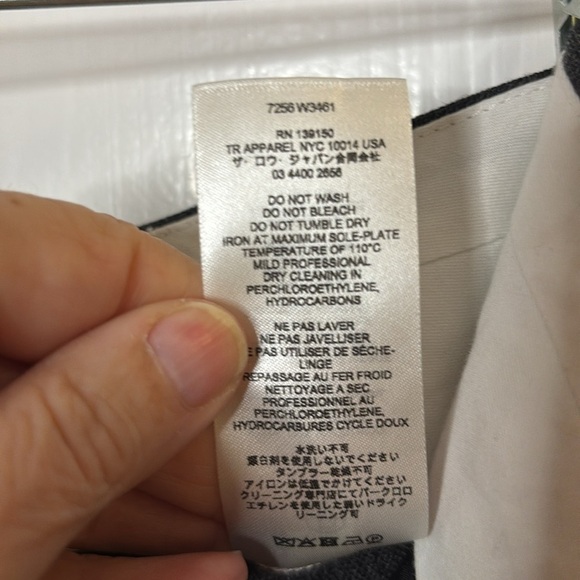 7256 W3461
RN 139150
TR APPAREL NYC 10014 USA
ザ・ロウ・ジャパン合同会社
03 4400 2656
DO NOT WASH
DO NOT BLEACH
DO NOT TUMBLE DRY
IRON AT MAXIMUM SOLE-PLATE
TEMPERATURE OF 110°C
MILD PROFESSIONAL
DRY CLEANING IN
PERCHLOROETHYLENE,
HYDROCARBONS
NE PAS LAVER
NE PAS JAVELLISER
E PAS UTILISER DE SÈCHE-
LINGE
REPASSAGE AU FER FROID
NETTOYAGE A SEC
PROFESSIONNEL AU
PERCHLOROETHYLENE,
HYDROCARBURES CYCLE DOUX
水洗い不可
漂白剤を使用しないでください
タンブラー乾燥不可
アイロンは低温でかけてください
クリーニング専門店にてパークロロ
エチレンを使用した弱いドライク
リーニング可